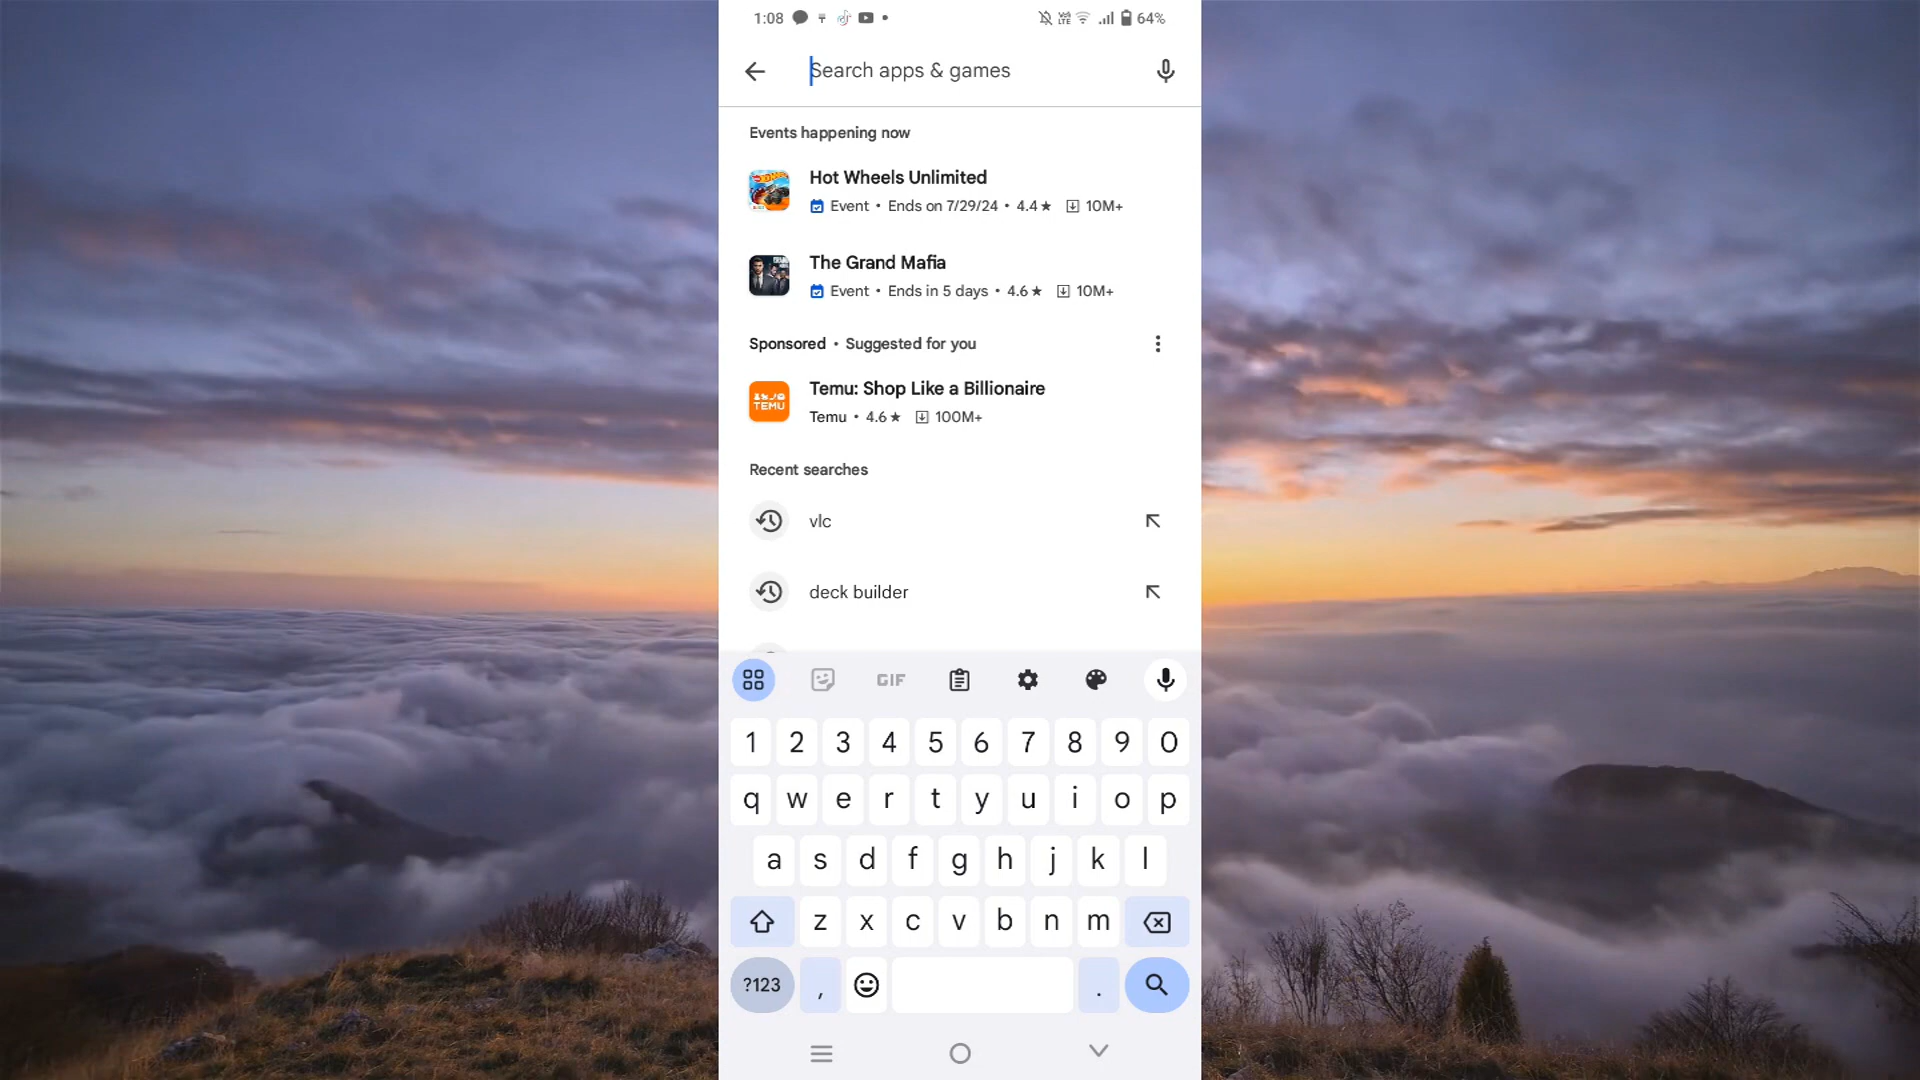 1:08 64%
Search apps & games
Events happening now
Hot Wheels Unlimited
Event • Ends on 7/29/24 • 4.4★ 10M+
The Grand Mafia
Event • Ends in 5 days • 4.6★ 10M+
Sponsored • Suggested for you
Temu: Shop Like a Billionaire
TEMU
Temu • 4.6★ 100M+
Recent searches
vlc
deck builder
GIF
1 2 3 4 5 6 7 8 9 0
q w e r t y u i o p
a s d f g h j k l
z x c v b n m
?123 , .